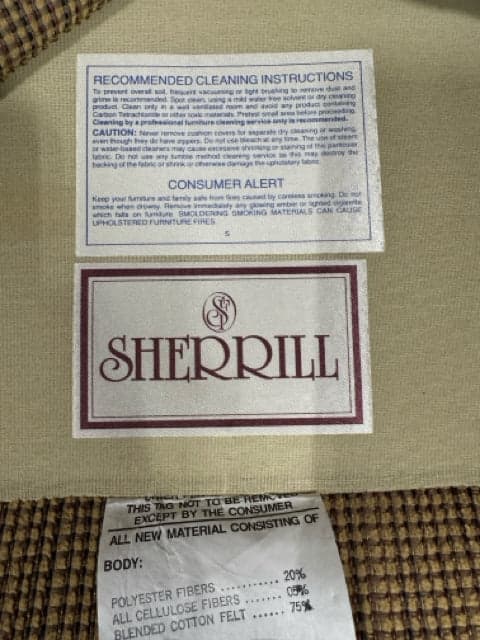 RECOMMENDED CLEANING INSTRUCTIONS
To prevent overall soil, frequent vacuuming or light brushing to remove dust and
grime is recommended. Spot clean, using a mild water-free solvent or dry cleaning
product. Clean only in a well ventilated room and avoid any product containing
Carbon Tetrachloride or other toxic materials. Pretest small area before proceeding.
Cleaning by a professional furniture cleaning service only is recommended.
CAUTION: Never remove cushion covers for separate dry cleaning or washing,
even though they do have zippers. Do not use bleach at any time. The use of steam
or water-based cleaners may cause excessive shrinking or staining of this particular
fabric. Do not use any tumble method cleaning service as this may destroy the
backing of the fabric or shrink or otherwise damage the upholstery fabric.
CONSUMER ALERT
Keep your furniture and family safe from fires caused by careless smoking. Do not
smoke when drowsy. Remove immediately any glowing ember or lighted cigarette
which falls on furniture. SMOLDERING SMOKING MATERIALS CAN CAUSE
UPHOLSTERED FURNITURE FIRES.
S
SHERRILL
THIS TAG NOT TO BE REMOVED
EXCEPT BY THE CONSUMER
ALL NEW MATERIAL CONSISTING OF
BODY:
POLYESTER FIBERS ........... 20%
ALL CELLULOSE FIBERS ....... 05%
BLENDED COTTON FELT ...... 75%